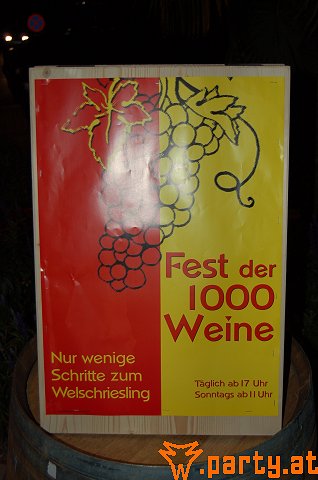 Fest der
1000
Weine
Nur wenige
Schritte zum
Welschriesling
Täglich ab 17 Uhr
Sonntags ab 11 Uhr
.party.at